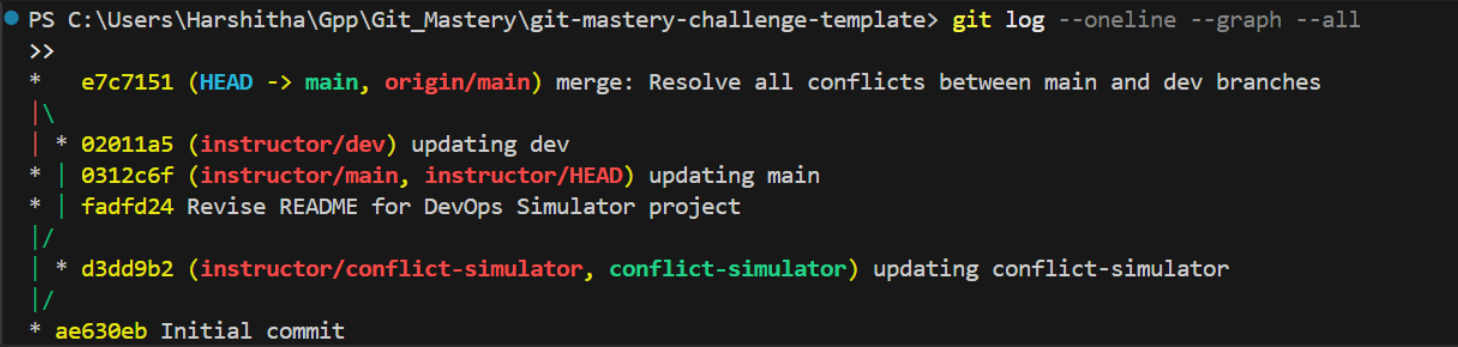 PS C:\Users\Harshitha\Gpp\Git_Mastery\git-mastery-challenge-template> git log --oneline --graph --all
>>
*   e7c7151 (HEAD -> main, origin/main) merge: Resolve all conflicts between main and dev branches
|\
| * 02011a5 (instructor/dev) updating dev
* | 0312c6f (instructor/main, instructor/HEAD) updating main
* | fadfd24 Revise README for DevOps Simulator project
|/
| * d3dd9b2 (instructor/conflict-simulator, conflict-simulator) updating conflict-simulator
|/
* ae630eb Initial commit